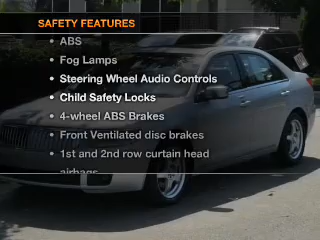 SAFETY FEATURES
• ABS
• Fog Lamps
• Steering Wheel Audio Controls
• Child Safety Locks
• 4-wheel ABS Brakes
• Front Ventilated disc brakes
• 1st and 2nd row curtain head
airbags